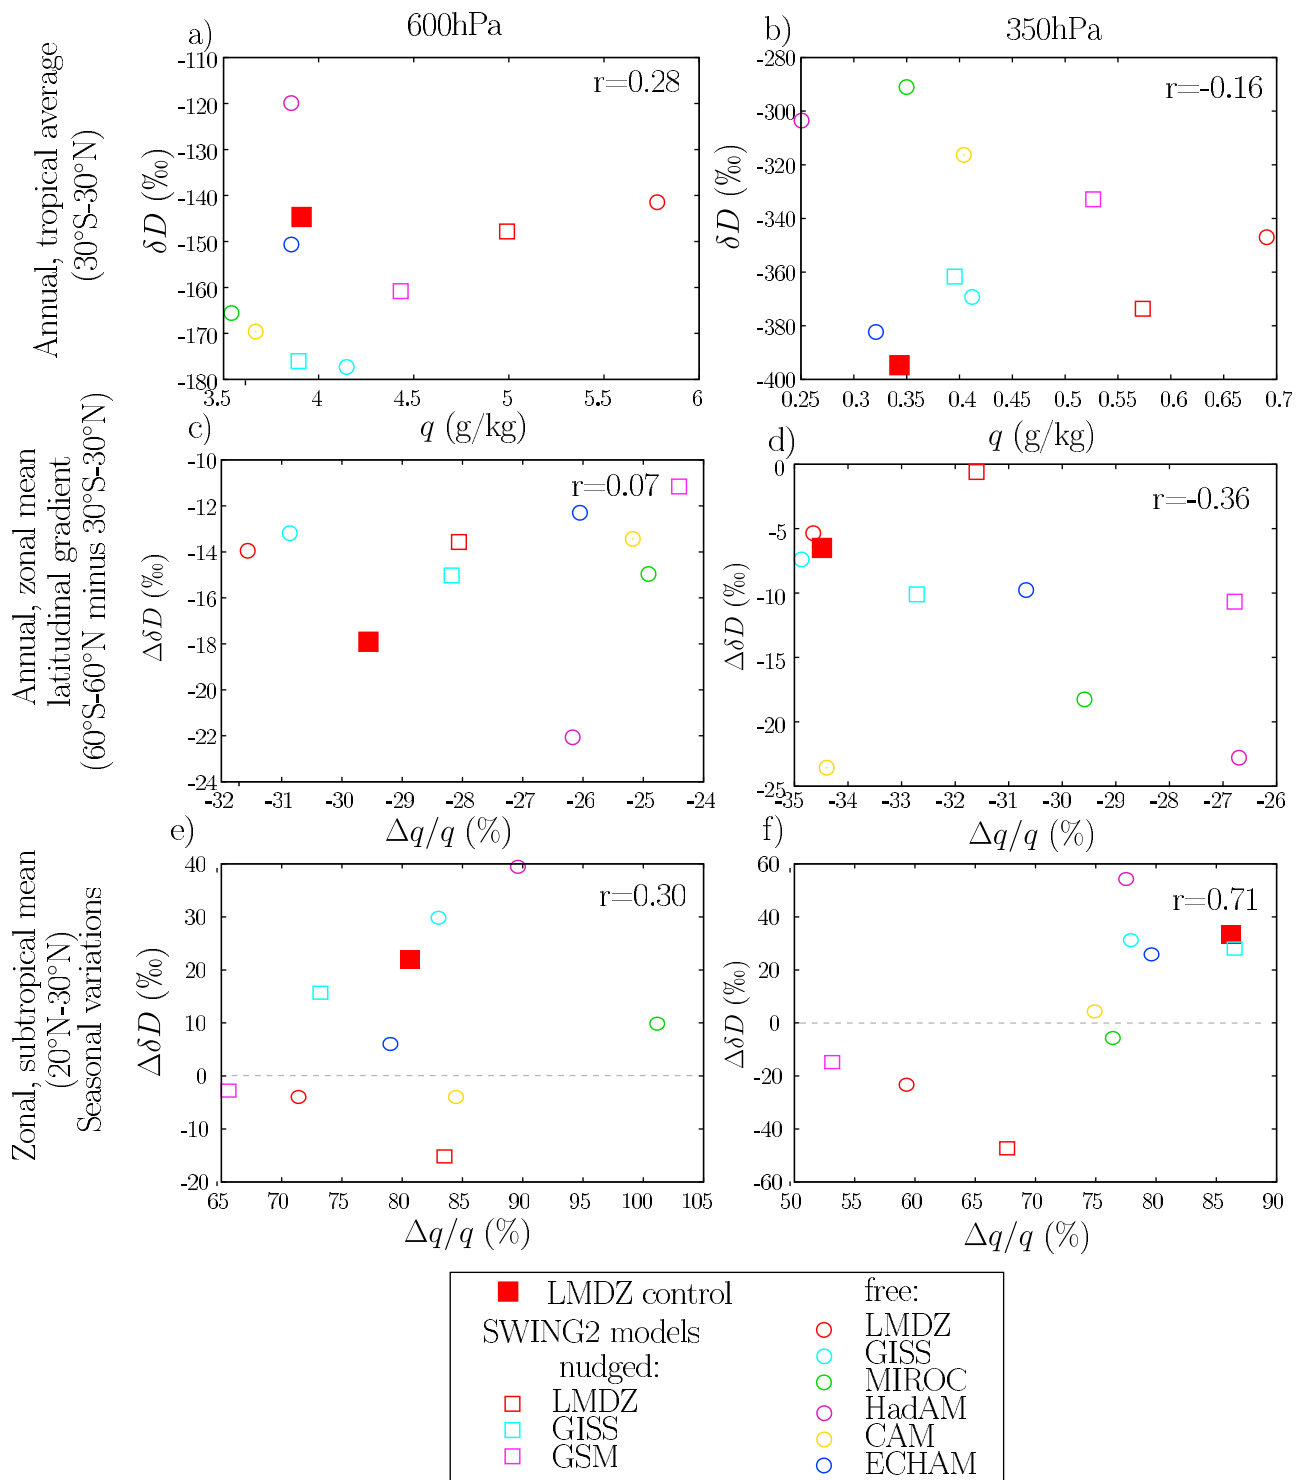 600hPa
350hPa
Annual, tropical average
(30°S-30°N)
a)
r=0.28
δD (‰)
-110
-120
-130
-140
-150
-160
-170
-180
3.5 4 4.5 5 5.5 6
q (g/kg)
b)
r=-0.16
δD (‰)
-280
-300
-320
-340
-360
-380
-400
0.25 0.3 0.35 0.4 0.45 0.5 0.55 0.6 0.65 0.7
q (g/kg)
Annual, zonal mean
latitudinal gradient
(60°S-60°N minus 30°S-30°N)
c)
r=0.07
ΔδD (‰)
-10
-12
-14
-16
-18
-20
-22
-24
-32 -31 -30 -29 -28 -27 -26 -25 -24
Δq/q (%)
d)
r=-0.36
ΔδD (‰)
0
-5
-10
-15
-20
-25
-35 -34 -33 -32 -31 -30 -29 -28 -27 -26
Δq/q (%)
Zonal, subtropical mean
(20°N-30°N)
Seasonal variations
e)
r=0.30
ΔδD (‰)
40
30
20
10
0
-10
-20
65 70 75 80 85 90 95 100 105
Δq/q (%)
f)
r=0.71
ΔδD (‰)
60
40
20
0
-20
-40
-60
50 55 60 65 70 75 80 85 90
Δq/q (%)
LMDZ control
SWING2 models
nudged:
LMDZ
GISS
GSM
free:
LMDZ
GISS
MIROC
HadAM
CAM
ECHAM